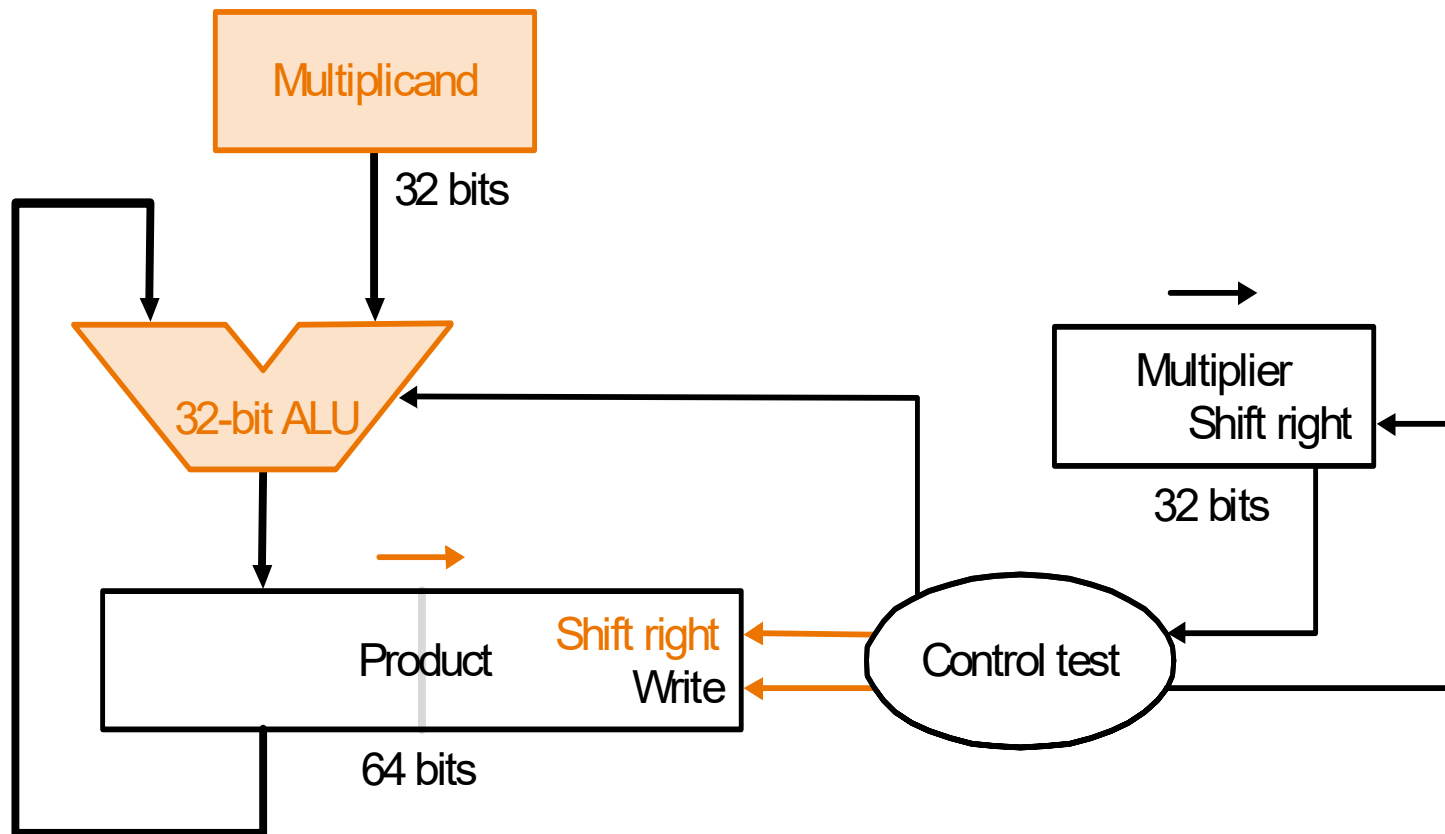 Multiplicand
32 bits
32-bit ALU
Multiplier
Shift right
32 bits
Product
Shift right
Write
Control test
64 bits